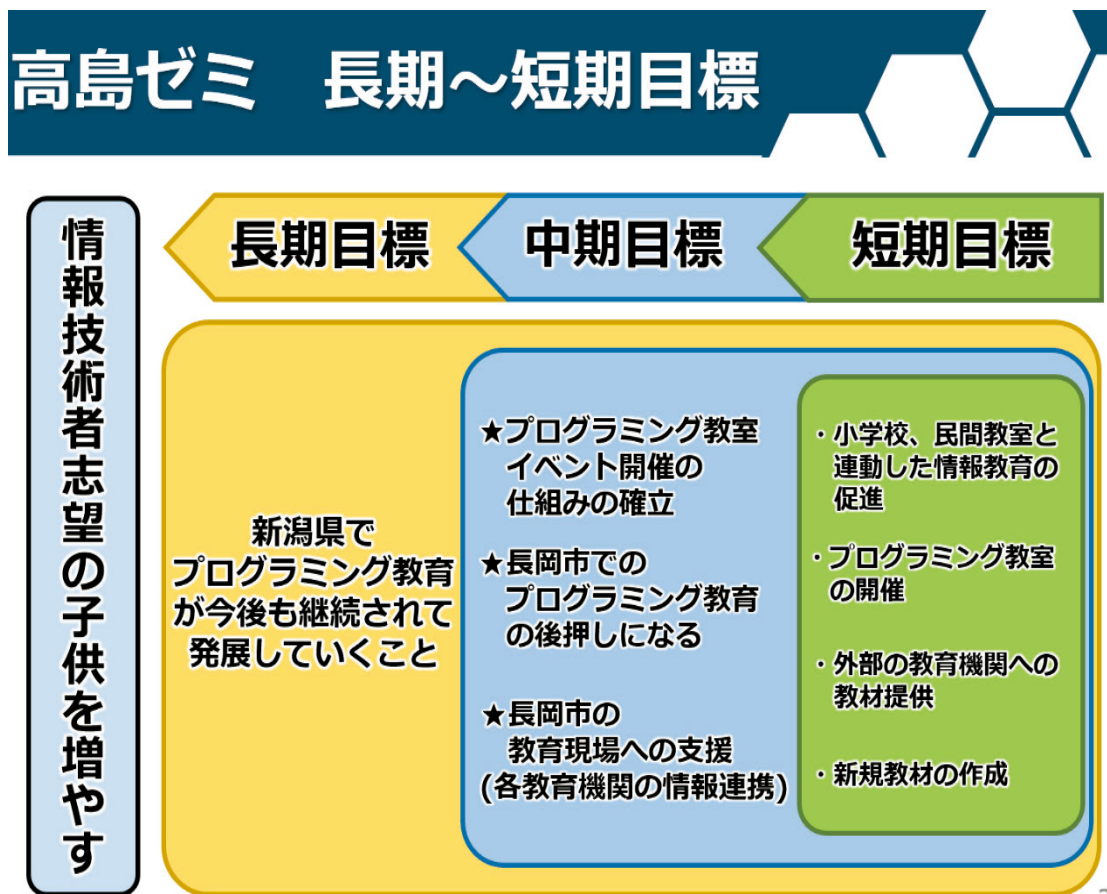 高島ゼミ 長期～短期目標
情報技術者志望の子供を増やす
長期目標
中期目標
短期目標
新潟県で
プログラミング教育
が今後も継続されて
発展していくこと
★プログラミング教室
イベント開催の
仕組みの確立
★長岡市での
プログラミング教育
の後押しになる
★長岡市の
教育現場への支援
(各教育機関の情報連携)
・小学校、民間教室と
連動した情報教育の
促進
・プログラミング教室
の開催
・外部の教育機関への
教材提供
・新規教材の作成